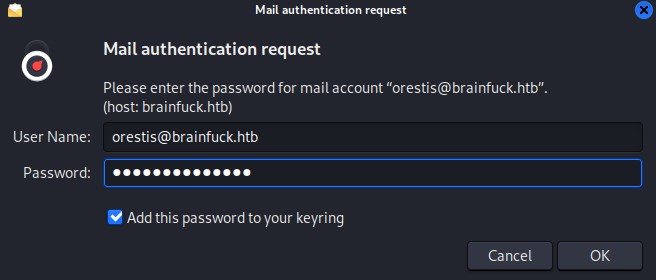 Mail authentication request
Mail authentication request
Please enter the password for mail account “orestis@brainfuck.htb”.
(host: brainfuck.htb)
User Name: orestis@brainfuck.htb
Password: ●●●●●●●●●●●●●●
Add this password to your keyring
Cancel OK